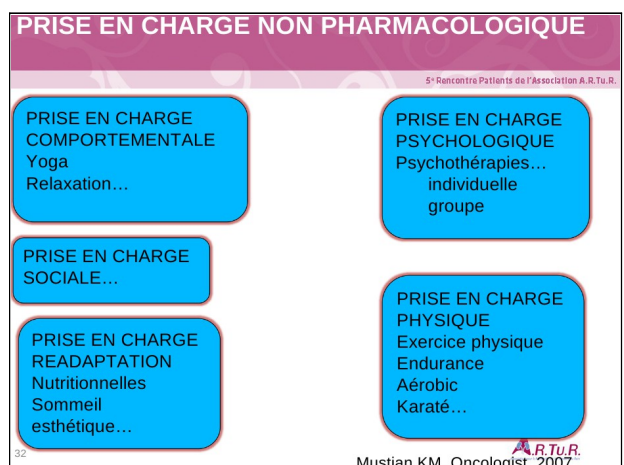 PRISE EN CHARGE NON PHARMACOLOGIQUE
5e Rencontre Patients de l'Association A.R.Tu.R.
PRISE EN CHARGE
COMPORTEMENTALE
Yoga
Relaxation…
PRISE EN CHARGE
SOCIALE…
PRISE EN CHARGE
READAPTATION
Nutritionnelles
Sommeil
esthétique…
PRISE EN CHARGE
PSYCHOLOGIQUE
Psychothérapies…
individuelle
groupe
PRISE EN CHARGE
PHYSIQUE
Exercice physique
Endurance
Aérobic
Karaté…
32
A.R.TU.R.
Mustian KM, Oncologist, 2007